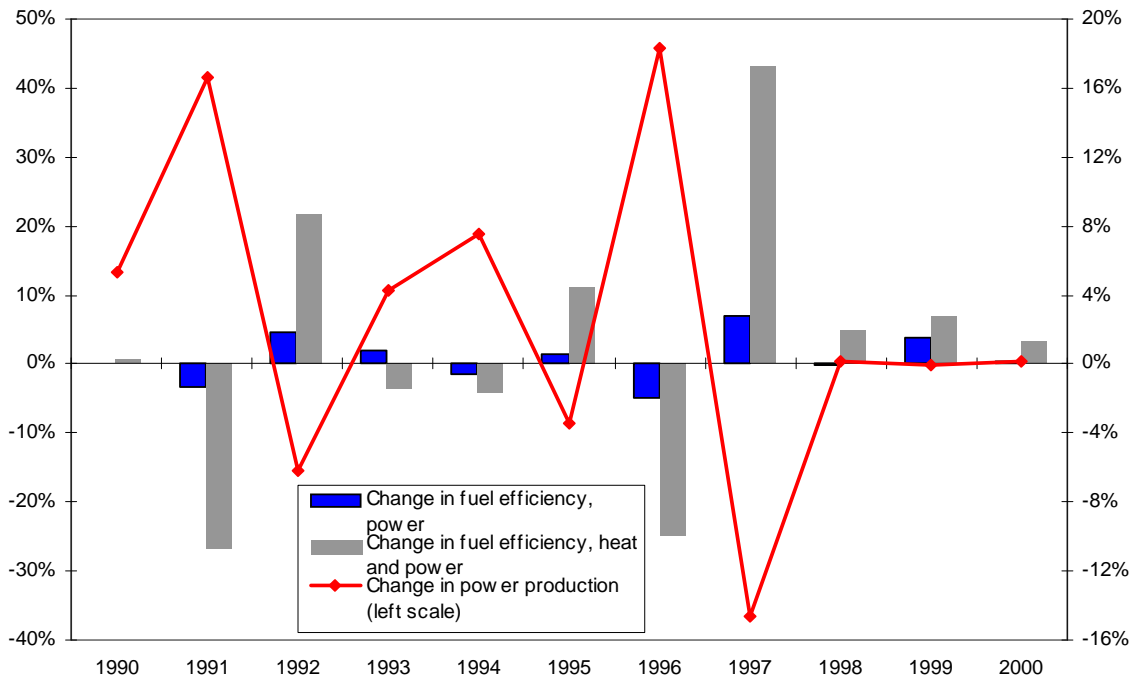 50%
40%
30%
20%
10%
0%
-10%
-20%
-30%
-40%
20%
16%
12%
8%
4%
0%
-4%
-8%
-12%
-16%
Change in fuel efficiency,
power
Change in fuel efficiency, heat
and power
Change in power production
(left scale)
1990 1991 1992 1993 1994 1995 1996 1997 1998 1999 2000